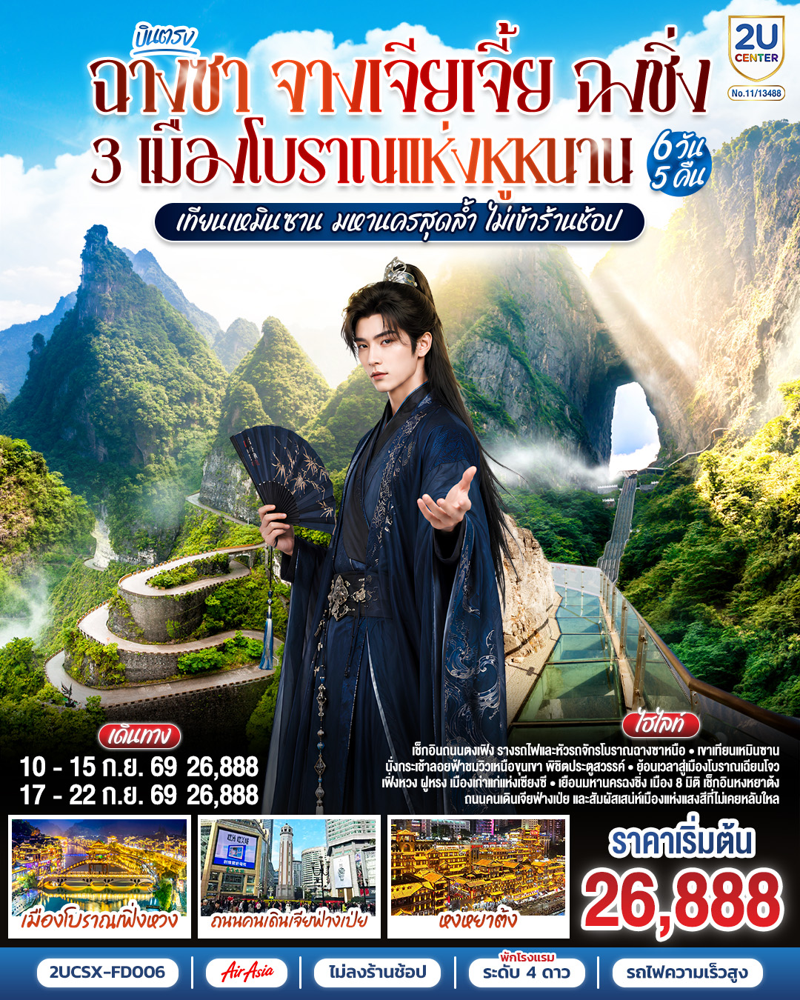 บินตรง
2U
CENTER
No.11/13488
ฉางซา จางเจียเจี้ย ฉงชิ่ง
3 เมืองโบราณแห่งหูหนาน
6 วัน
5 คืน
เทียนเหมินซาน มหานครสุดล้ำ ไม่เข้าร้านช้อป
เดินทาง
10 - 15 ก.ย. 69 26,888
17 - 22 ก.ย. 69 26,888
ไฮไลท์
เช็กอินถนนตงเฟิง รางรถไฟและหัวรถจักรโบราณฉางซาเหนือ • เขาเทียนเหมินซาน
นั่งกระเช้าลอยฟ้าชมวิวเหนือขุนเขา พิชิตประตูสวรรค์ • ย้อนเวลาสู่เมืองโบราณเฉียนโจว
เฟิ่งหวง ฝูหรง เมืองเก่าแก่แห่งเซียงซี • เยือนมหานครฉงชิ่ง เมือง 8 มิติ เช็กอินหงหยาต้ง
ถนนคนเดินเจียฟ่างเป่ย และสัมผัสเสน่ห์เมืองแห่งแสงสีที่ไม่เคยหลับใหล
เมืองโบราณเฟิ่งหวง
ถนนคนเดินเจียฟ่างเป่ย
หงหยาต้ง
ราคาเริ่มต้น
26,888
2UCSX-FD006
AirAsia
ไม่ลงร้านช้อป
พักโรงแรม
ระดับ 4 ดาว
รถไฟความเร็วสูง